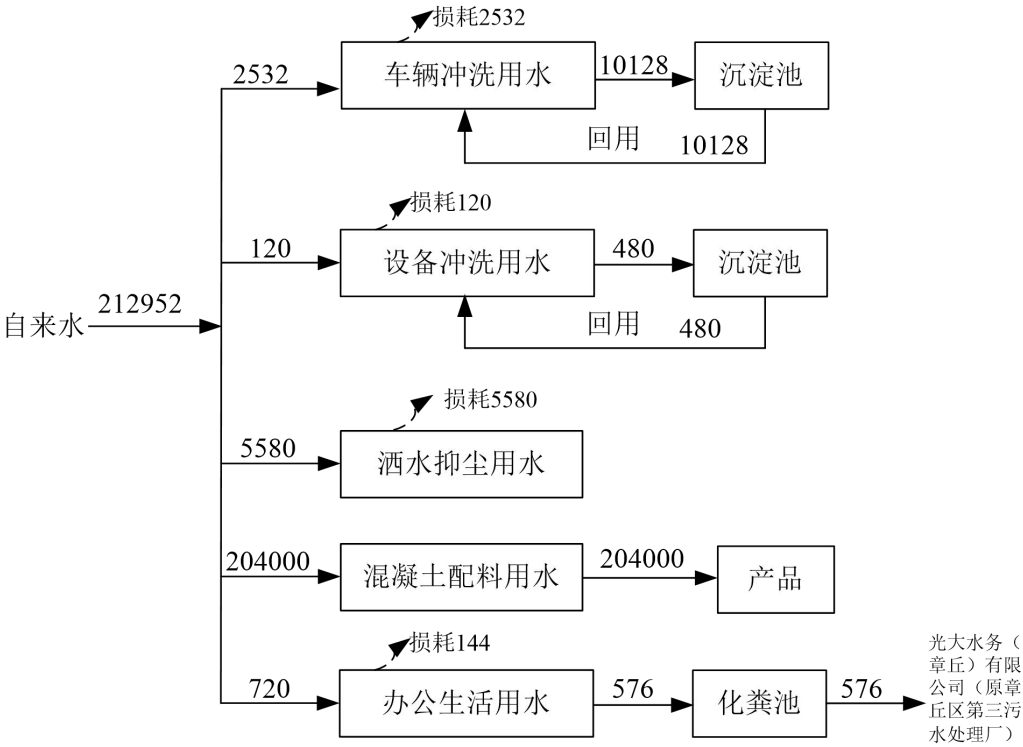 损耗2532
2532
车辆冲洗用水
10128
沉淀池
回用
10128
损耗120
120
设备冲洗用水
480
沉淀池
回用
480
自来水
212952
损耗5580
5580
洒水抑尘用水
204000
混凝土配料用水
204000
产品
损耗144
720
办公生活用水
576
化粪池
576
光大水务（
章丘）有限
公司（原章
丘区第三污
水处理厂）